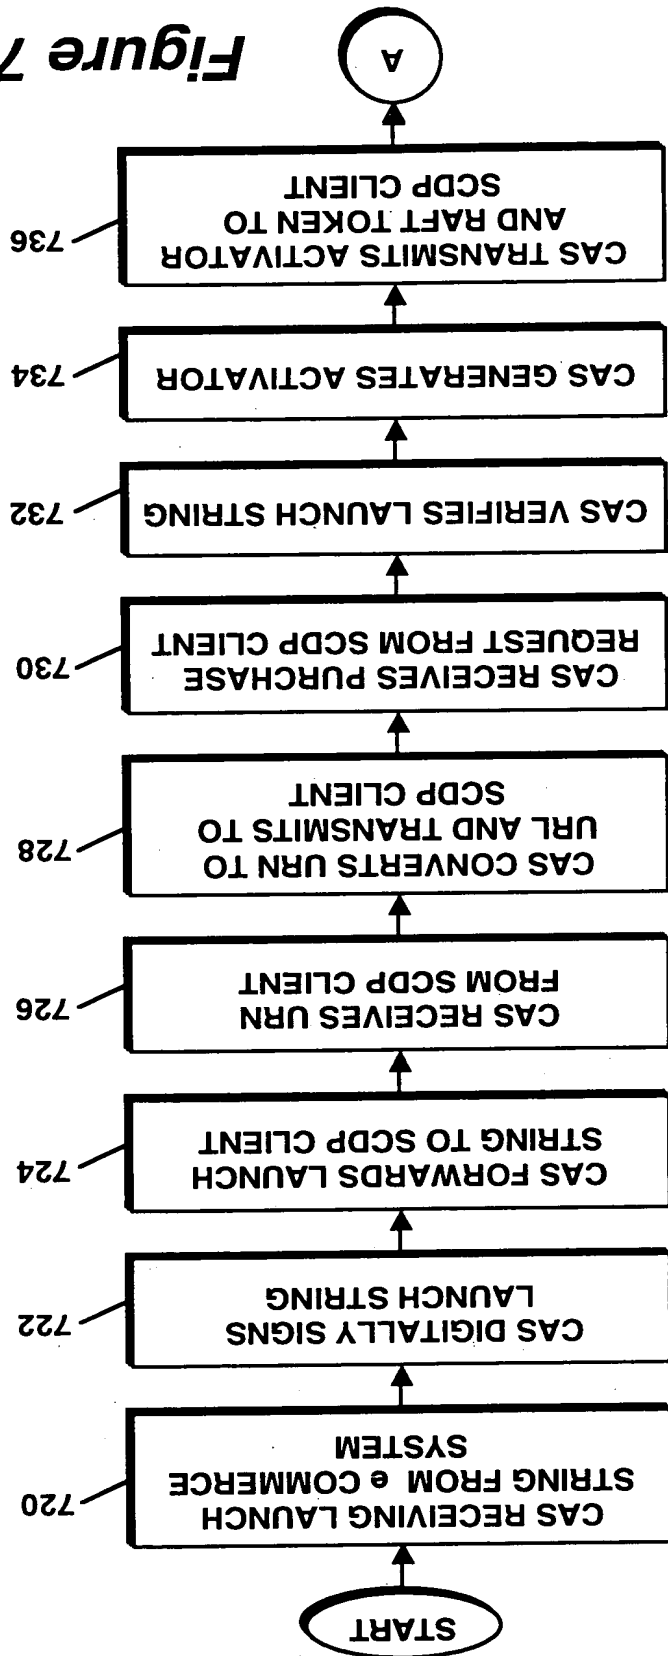 START
CAS RECEIVING LAUNCH
STRING FROM e COMMERCE
SYSTEM
720
CAS DIGITALLY SIGNS
LAUNCH STRING
722
CAS FORWARDS LAUNCH
STRING TO SCDP CLIENT
724
CAS RECEIVES URN
FROM SCDP CLIENT
726
CAS CONVERTS URN TO
URL AND TRANSMITS TO
SCDP CLIENT
728
CAS RECEIVES PURCHASE
REQUEST FROM SCDP CLIENT
730
CAS VERIFIES LAUNCH STRING
732
CAS GENERATES ACTIVATOR
734
CAS TRANSMITS ACTIVATOR
AND RAFT TOKEN TO
SCDP CLIENT
736
A
Figure 7